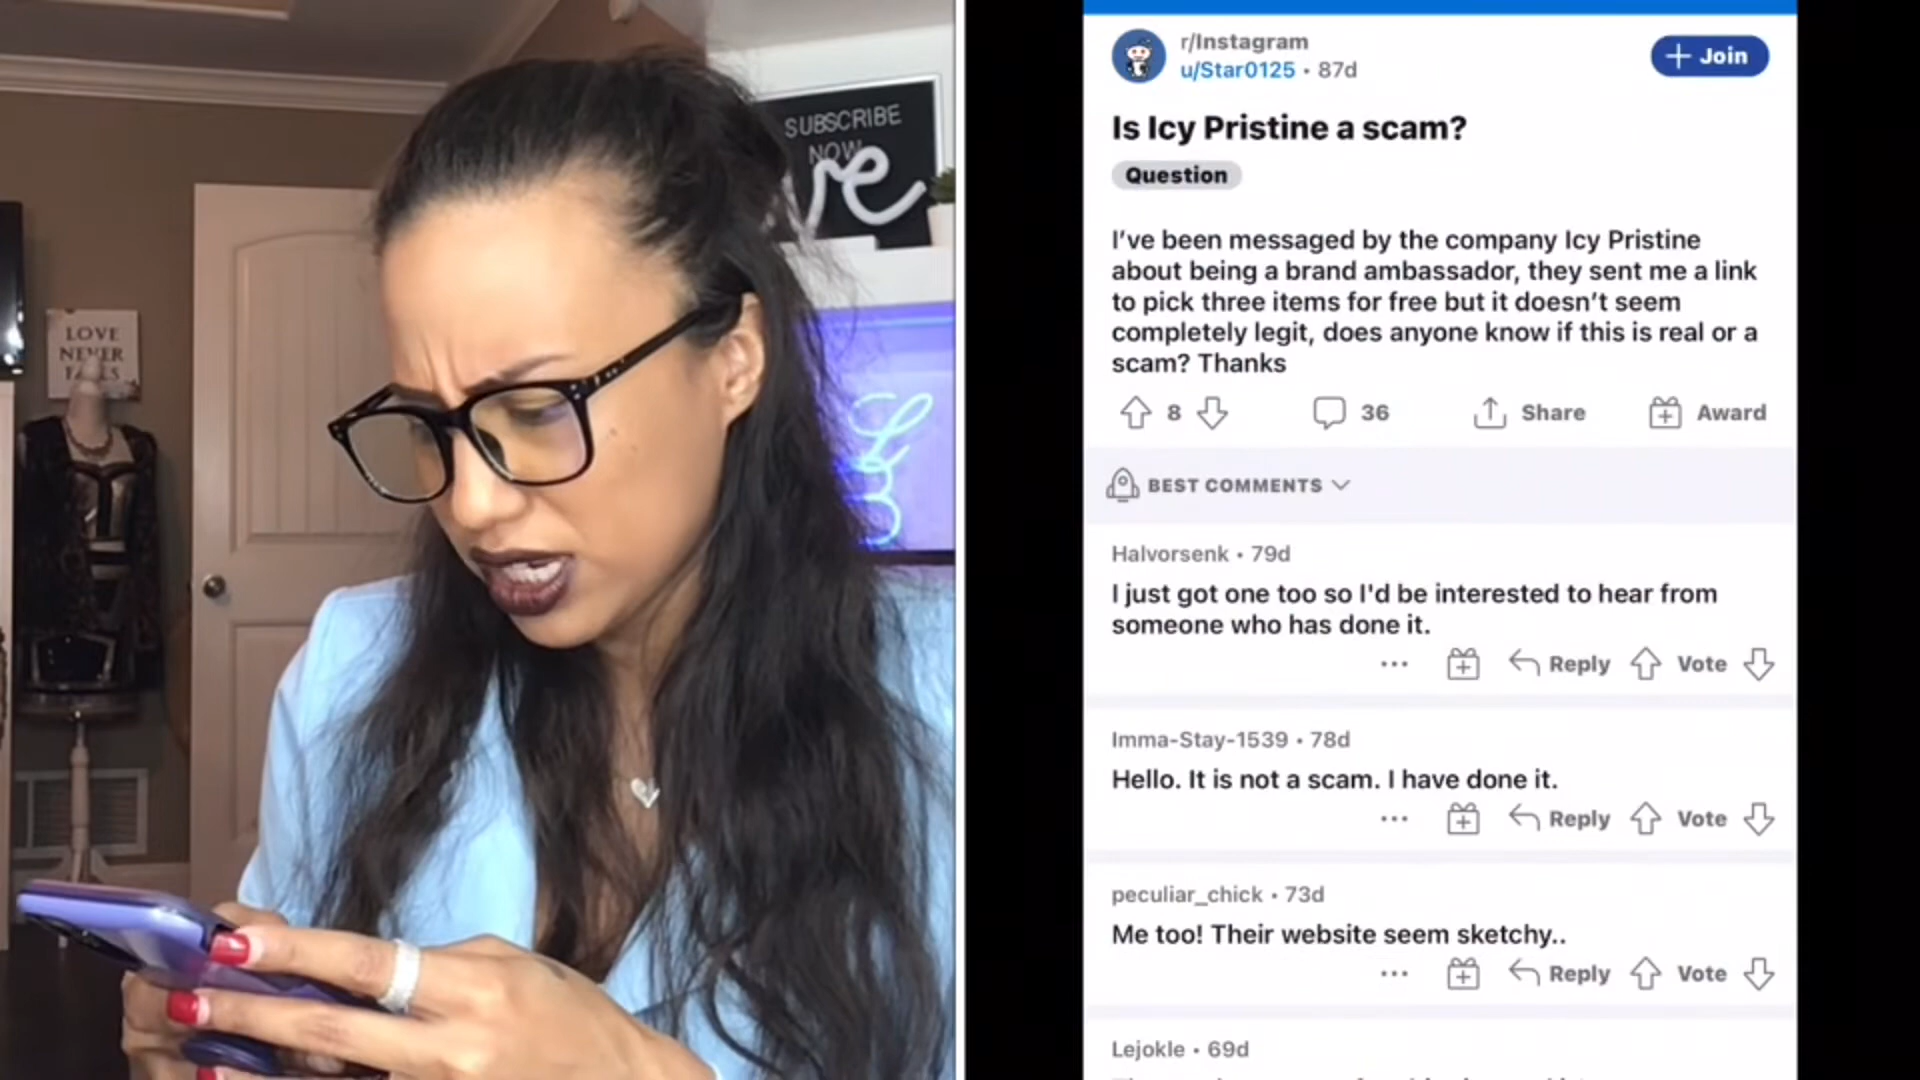 SUBSCRIBE
NOW
LOVE
NEVER
FAILS
r/Instagram
u/Star0125 • 87d
+ Join
Is Icy Pristine a scam?
Question
I've been messaged by the company Icy Pristine
about being a brand ambassador, they sent me a link
to pick three items for free but it doesn't seem
completely legit, does anyone know if this is real or a
scam? Thanks
8
36
Share
Award
BEST COMMENTS
Halvorsenk • 79d
I just got one too so I'd be interested to hear from
someone who has done it.
... Reply Vote
Imma-Stay-1539 • 78d
Hello. It is not a scam. I have done it.
... Reply Vote
peculiar_chick • 73d
Me too! Their website seem sketchy..
... Reply Vote
Lejokle • 69d